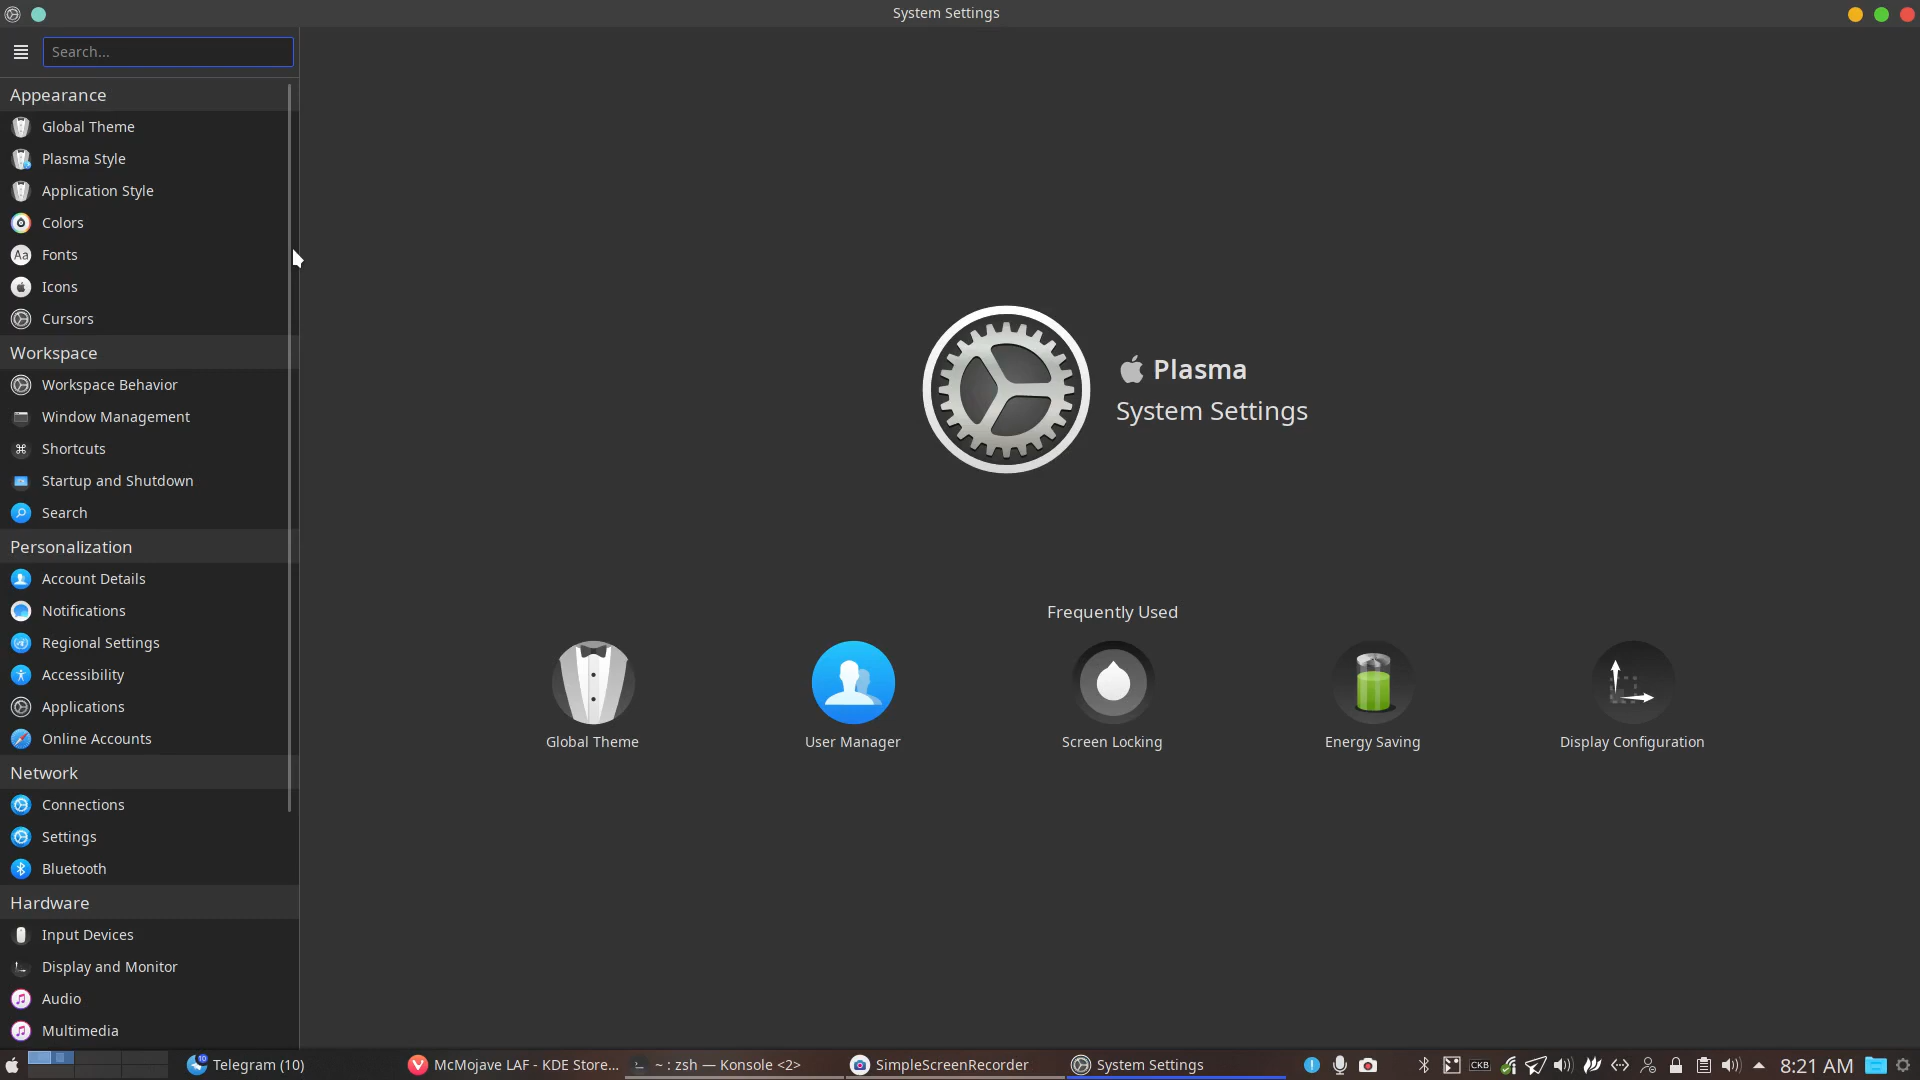 System Settings
Search...
Appearance
Global Theme
Plasma Style
Application Style
Colors
Aa Fonts
Icons
Cursors
Workspace
Workspace Behavior
Window Management
Shortcuts
Startup and Shutdown
Search
Personalization
Account Details
Notifications
Regional Settings
Accessibility
Applications
Online Accounts
Network
Connections
Settings
Bluetooth
Hardware
Input Devices
Display and Monitor
Audio
Multimedia
Plasma
System Settings
Frequently Used
Global Theme
User Manager
Screen Locking
Energy Saving
Display Configuration
10 Telegram (10)
McMojave LAF - KDE Store...
~ : zsh — Konsole <2>
SimpleScreenRecorder
System Settings
CKB
8:21 AM